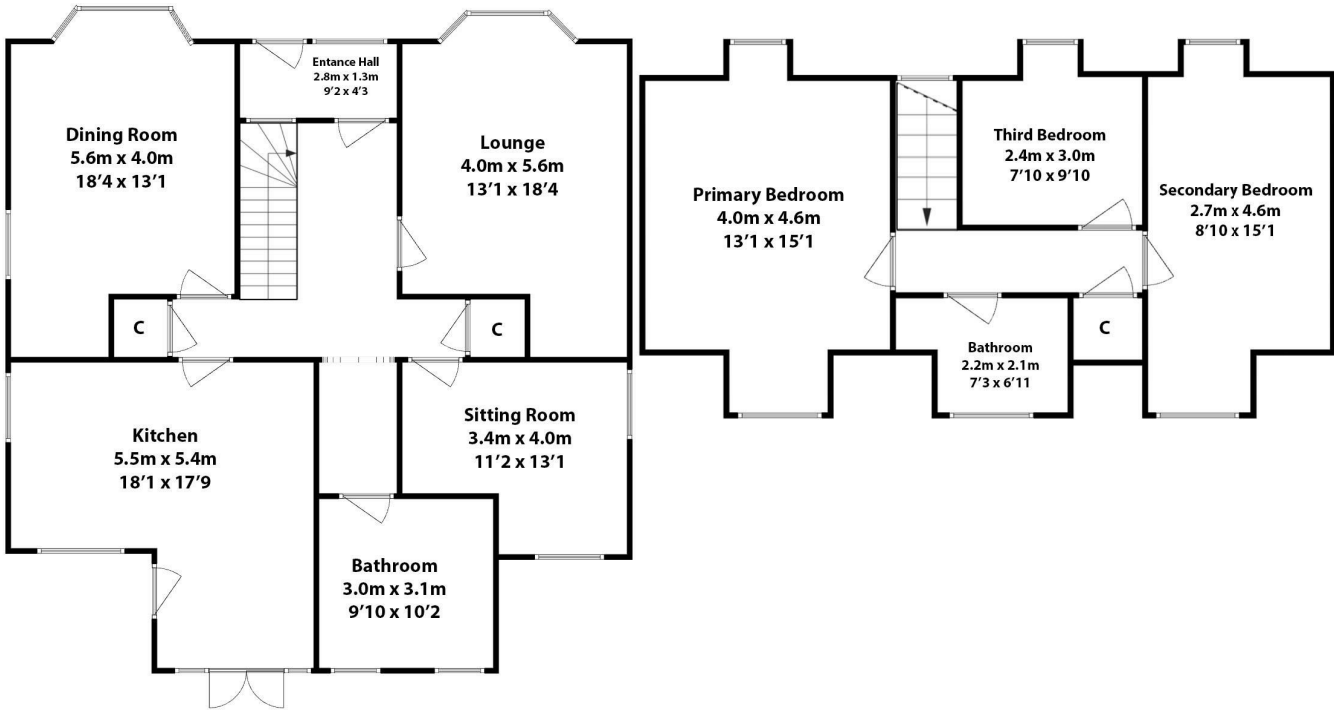 Entance Hall
2.8m x 1.3m
9'2 x 4'3
Dining Room
5.6m x 4.0m
18'4 x 13'1
Lounge
4.0m x 5.6m
13'1 x 18'4
C
C
Kitchen
5.5m x 5.4m
18'1 x 17'9
Sitting Room
3.4m x 4.0m
11'2 x 13'1
Bathroom
3.0m x 3.1m
9'10 x 10'2
Primary Bedroom
4.0m x 4.6m
13'1 x 15'1
Third Bedroom
2.4m x 3.0m
7'10 x 9'10
Secondary Bedroom
2.7m x 4.6m
8'10 x 15'1
Bathroom
2.2m x 2.1m
7'3 x 6'11
C